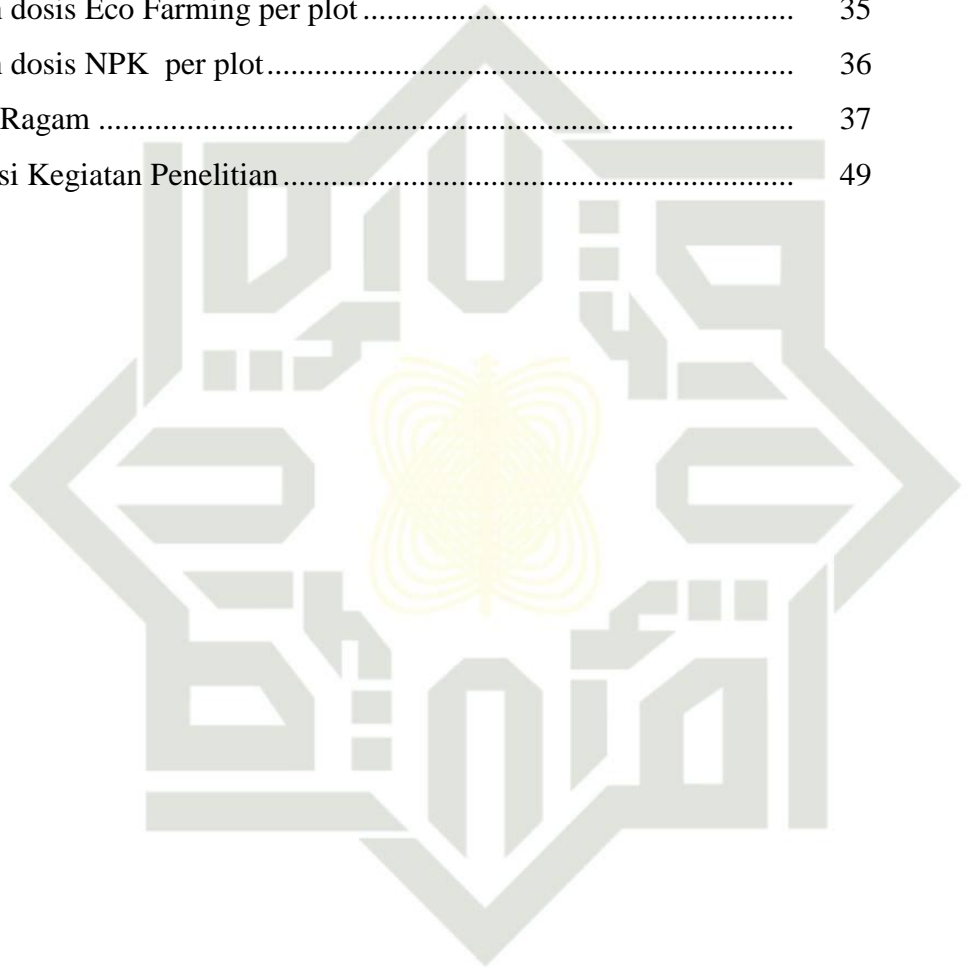 n dosis Eco Farming per plot .............................................. 35
n dosis NPK per plot ........................................................ 36
Ragam .......................................................................... 37
si Kegiatan Penelitian ....................................................... 49